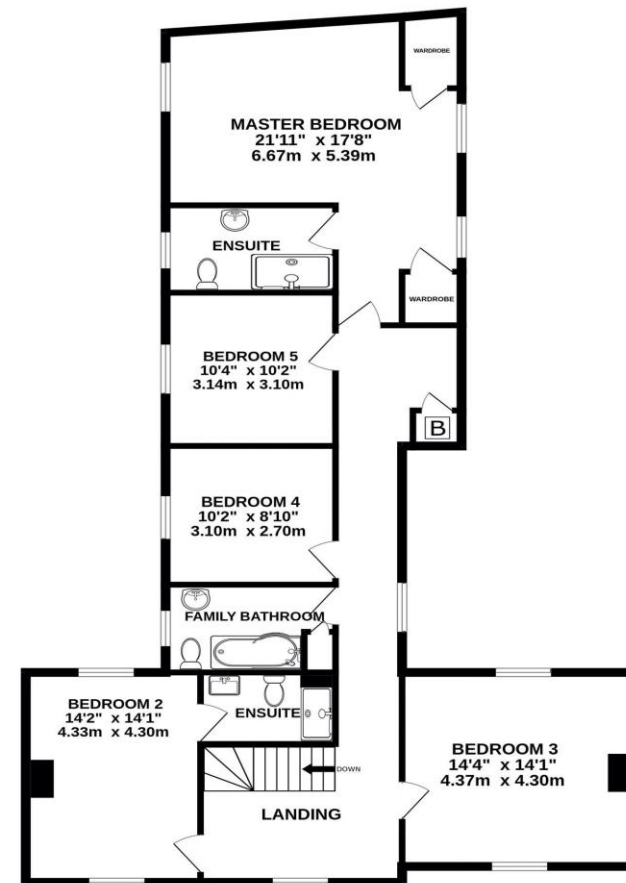 WARDROBE
MASTER BEDROOM
21'11" x 17'8"
6.67m x 5.39m
ENSUITE
WARDROBE
BEDROOM 5
10'4" x 10'2"
3.14m x 3.10m
B
BEDROOM 4
10'2" x 8'10"
3.10m x 2.70m
FAMILY BATHROOM
BEDROOM 2
14'2" x 14'1"
4.33m x 4.30m
ENSUITE
BEDROOM 3
14'4" x 14'1"
4.37m x 4.30m
DOWN
LANDING